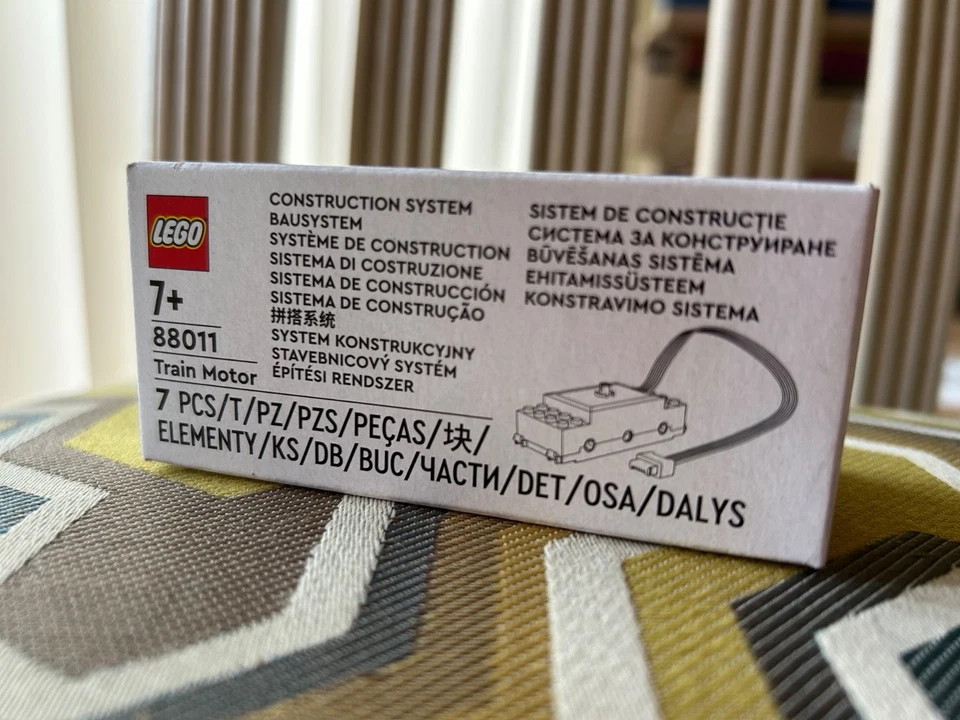 LEGO
7+
88011
Train Motor
CONSTRUCTION SYSTEM
BAUSYSTEM
SYSTÈME DE CONSTRUCTION
SISTEMA DI COSTRUZIONE
SISTEMA DE CONSTRUCCIÓN
SISTEMA DE CONSTRUÇÃO
拼搭系统
SYSTEM KONSTRUKCYJNY
STAVEBNICOVÝ SYSTÉM
ÉPÍTÉSI RENDSZER
SISTEM DE CONSTRUCȚIE
СИСТЕМА ЗА КОНСТРУИРАНЕ
BŪVĒŠANAS SISTĒMA
EHITAMISSÜSTEEM
KONSTRAVIMO SISTEMA
7 PCS/T/PZ/PZS/PEÇAS/块/
ELEMENTY/KS/DB/BUC/ЧАСТИ/DET/OSA/DALYS